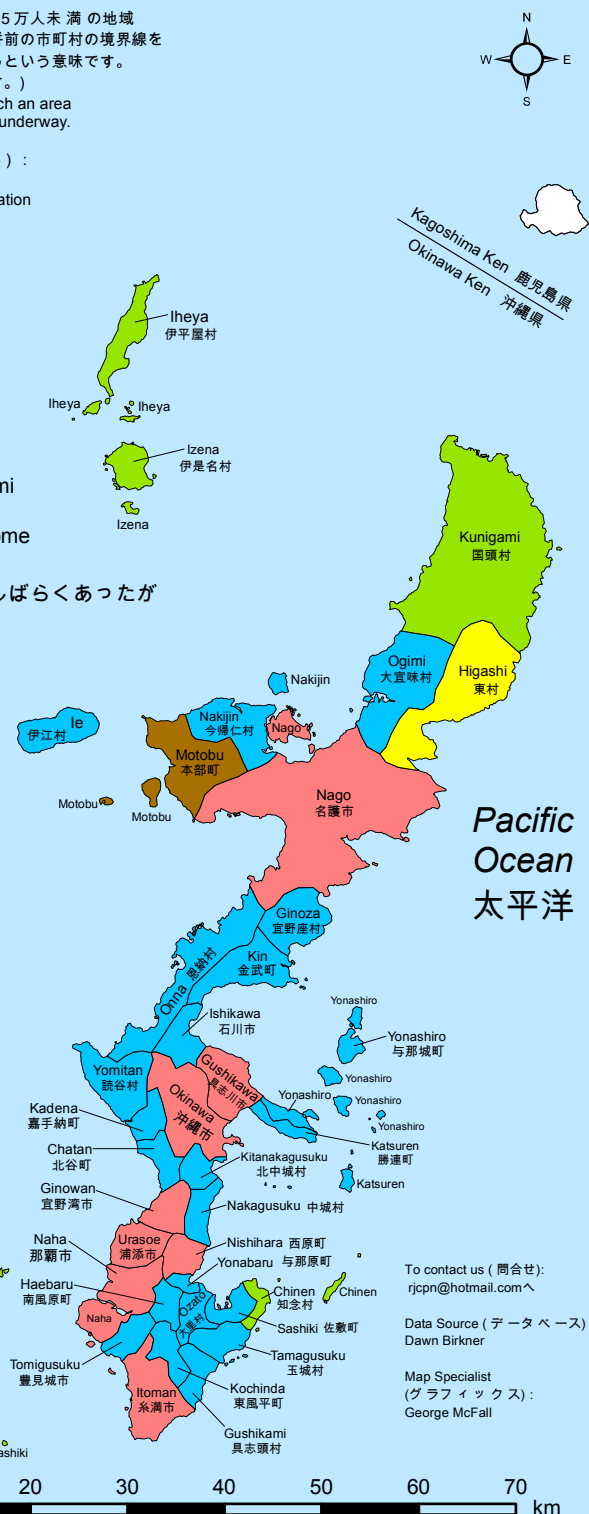 5万人未満の地域
前の市町村の境界線を
という意味です。
。)
ch an area
underway.
) :
ation
N
W
E
S
Kagoshima Ken 鹿児島県
Okinawa Ken 沖縄県
Iheya
伊平屋村
Iheya
Iheya
Izena
伊是名村
Izena
mi
ome
しばらくあったが
Kunigami
国頭村
Ogimi
大宜味村
Higashi
東村
Nakijin
Nakijin
今帰仁村
Nago
Ie
伊江村
Motobu
本部町
Motobu
Motobu
Nago
名護市
Pacific
Ocean
太平洋
Ginoza
宜野座村
Kin
金武町
Onna 恩納村
Ishikawa
石川市
Yonashiro
Yonashiro
与那城町
Yonashiro
Yonashiro
Yonashiro
Yonashiro
Yomitan
読谷村
Gushikawa
具志川市
Okinawa
沖縄市
Kadena
嘉手納町
Katsuren
勝連町
Katsuren
Chatan
北谷町
Kitanakagusuku
北中城村
Ginowan
宜野湾市
Nakagusuku 中城村
Naha
那覇市
Urasoe
浦添市
Nishihara 西原町
Yonabaru 与那原町
Haebaru
南風原町
Naha
Ozato
大里村
Chinen
知念村
Chinen
Sashiki 佐敷町
Tomigusuku
豊見城市
Tamagusuku
玉城村
Itoman
糸満市
Kochinda
東風平町
Gushikami
具志頭村
ashiki
To contact us ( 問合せ):
rjcpn@hotmail.comへ
Data Source ( データベース)
Dawn Birkner
Map Specialist
(グラフィックス) :
George McFall
20 30 40 50 60 70
km